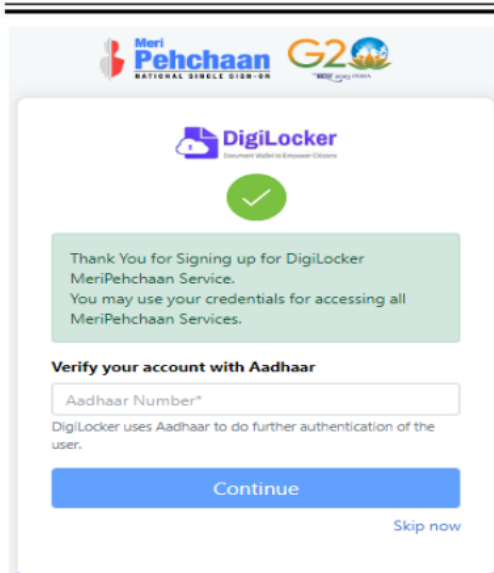 Meri
Pehchaan
NATIONAL SINGLE SIGN-ON
G20
DigiLocker
Document Wallet to Empower Citizens
Thank You for Signing up for DigiLocker
MeriPehchaan Service.
You may use your credentials for accessing all
MeriPehchaan Services.
Verify your account with Aadhaar
Aadhaar Number*
DigiLocker uses Aadhaar to do further authentication of the
user.
Continue
Skip now